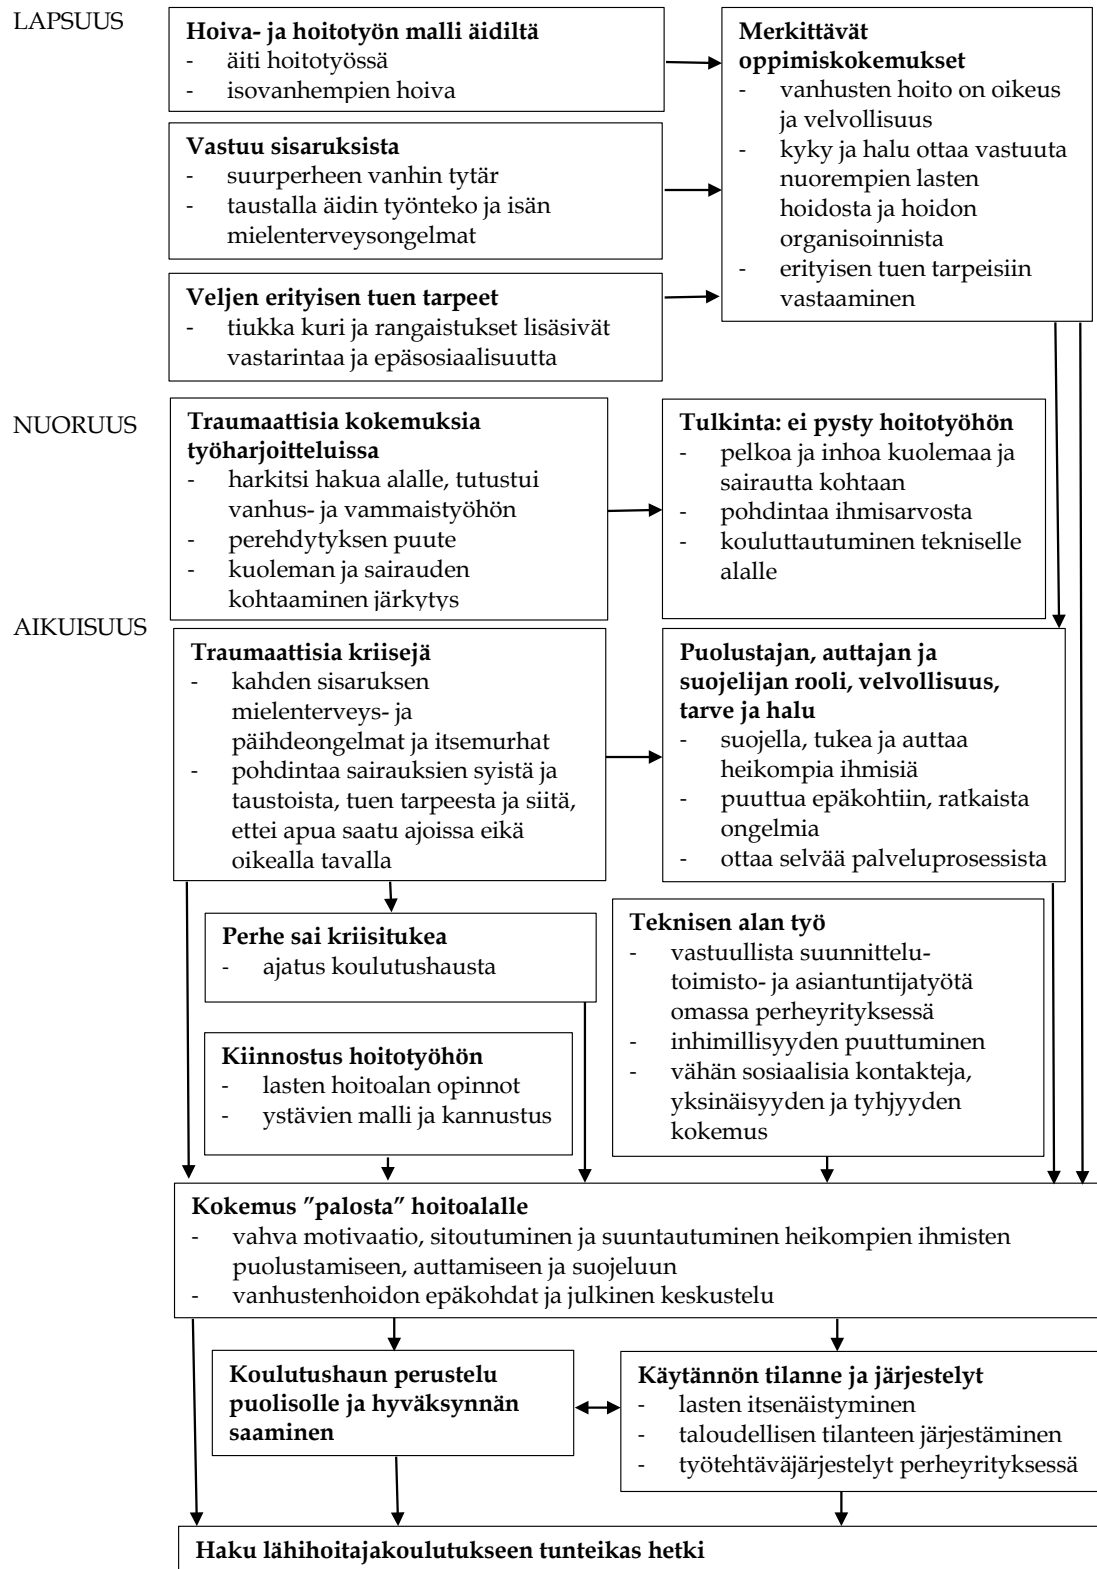 LAPSUUS
Hoiva- ja hoitotyön malli äidiltä
- äiti hoitotyössä
- isovanhempien hoiva
Merkittävät
oppimiskokemukset
- vanhusten hoito on oikeus
ja velvollisuus
- kyky ja halu ottaa vastuuta
nuorempien lasten
hoidosta ja hoidon
organisoinnista
- erityisen tuen tarpeisiin
vastaaminen
Vastuu sisaruksista
- suurperheen vanhin tytär
- taustalla äidin työnteko ja isän
mielenterveysongelmat
Veljen erityisen tuen tarpeet
- tiukka kuri ja rangaistukset lisäsivät
vastarintaa ja epäsosiaalisuutta
NUORUUS
Traumaattisia kokemuksia
työharjoitteluissa
- harkitsi hakua alalle, tutustui
vanhus- ja vammaistyöhön
- perehdytyksen puute
- kuoleman ja sairauden
kohtaaminen järkytys
Tulkinta: ei pysty hoitotyöhön
- pelkoa ja inhoa kuolemaa ja
sairautta kohtaan
- pohdintaa ihmisarvosta
- kouluttautuminen tekniselle
alalle
AIKUISUUS
Traumaattisia kriisejä
- kahden sisaruksen
mielenterveys- ja
päihdeongelmat ja itsemurhat
- pohdintaa sairauksien syistä ja
taustoista, tuen tarpeesta ja siitä,
ettei apua saatu ajoissa eikä
oikealla tavalla
Puolustajan, auttajan ja
suojelijan rooli, velvollisuus,
tarve ja halu
- suojella, tukea ja auttaa
heikompia ihmisiä
- puuttua epäkohtiin, ratkaista
ongelmia
- ottaa selvää palveluprosessista
Perhe sai kriisitukea
- ajatus koulutushausta
Teknisen alan työ
- vastuullista suunnittelu-
toimisto- ja asiantuntijatyötä
omassa perheyrityksessä
- inhimillisyyden puuttuminen
- vähän sosiaalisia kontakteja,
yksinäisyyden ja tyhjyyden
kokemus
Kiinnostus hoitotyöhön
- lasten hoitoalan opinnot
- ystävien malli ja kannustus
Kokemus ”palosta” hoitoalalle
- vahva motivaatio, sitoutuminen ja suuntautuminen heikompien ihmisten
puolustamiseen, auttamiseen ja suojeluun
- vanhustenhoidon epäkohdat ja julkinen keskustelu
Koulutushaun perustelu
puolisolle ja hyväksynnän
saaminen
Käytännön tilanne ja järjestelyt
- lasten itsenäistyminen
- taloudellisen tilanteen järjestäminen
- työtehtäväjärjestelyt perheyrityksessä
Haku lähihoitajakoulutukseen tunteikas hetki